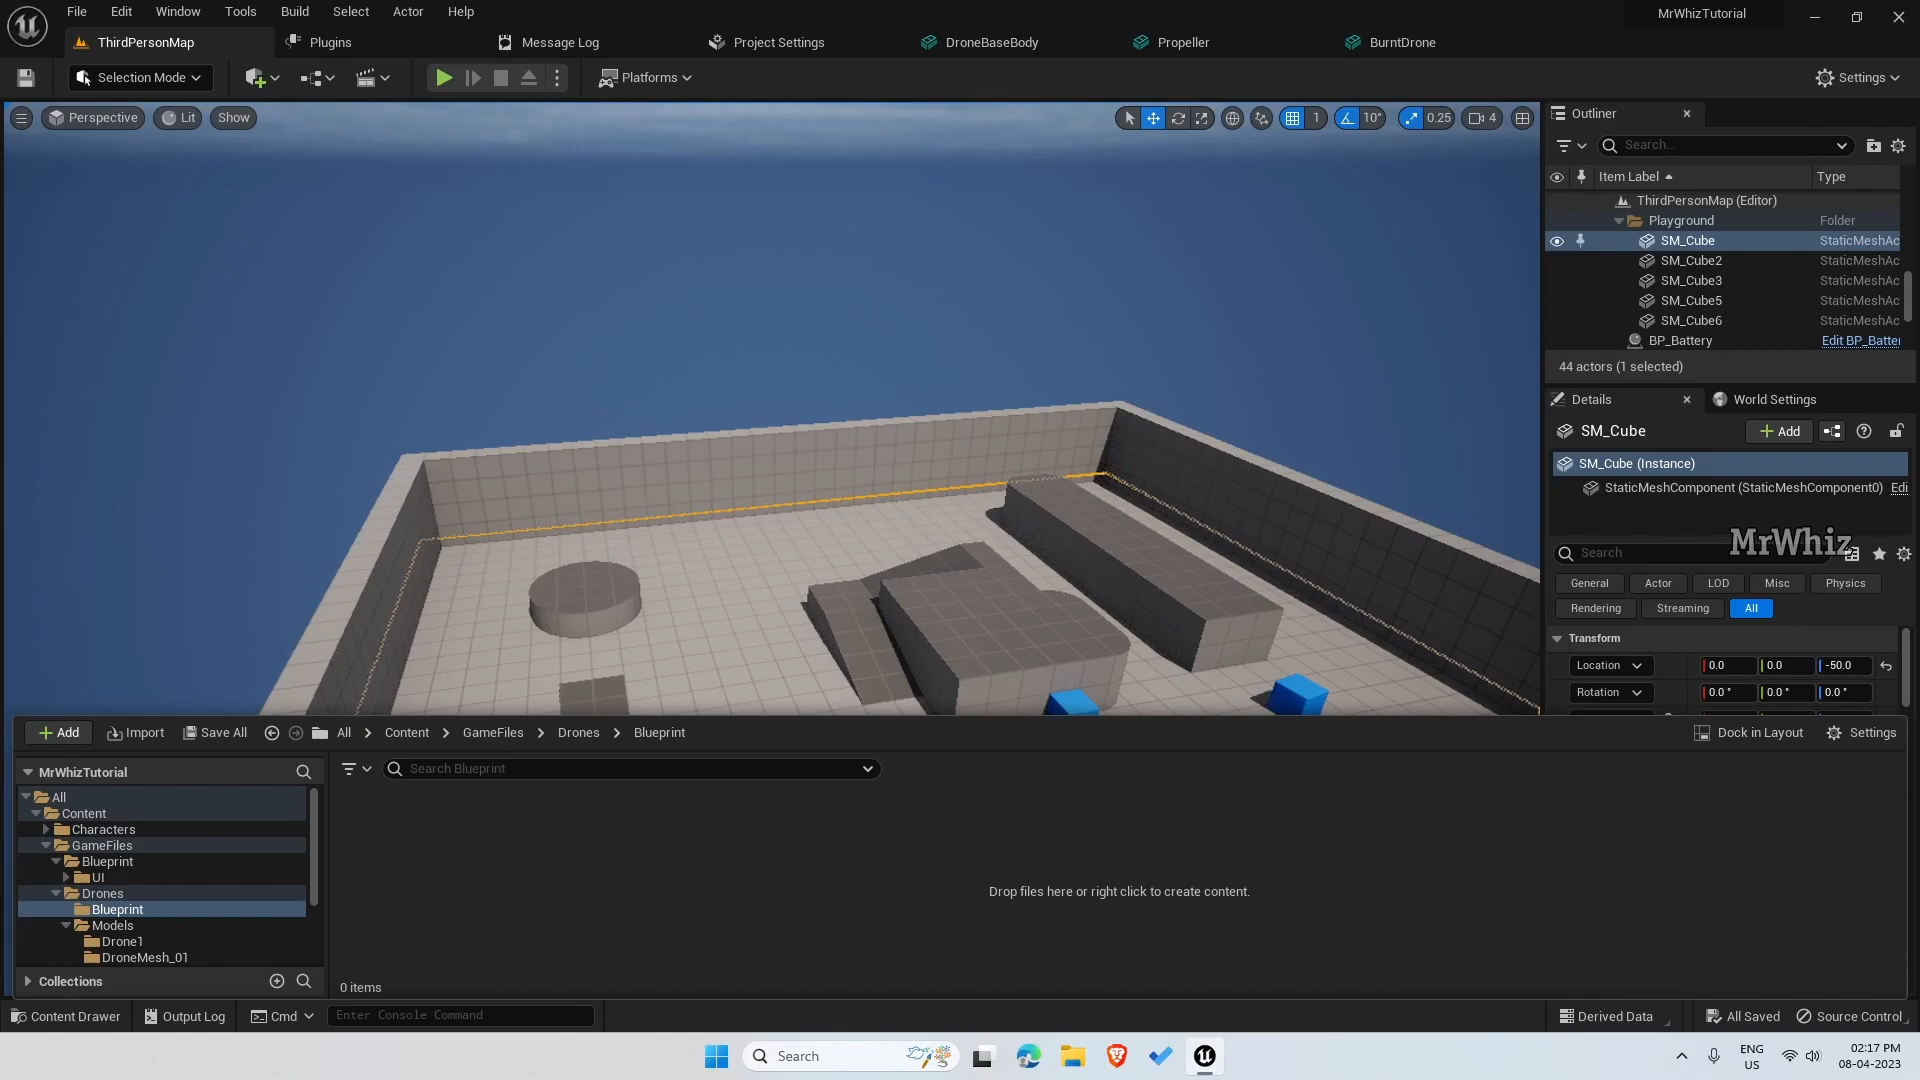 File Edit Window Tools Build Select Actor Help
MrWhizTutorial
ThirdPersonMap Plugins Message Log Project Settings DroneBaseBody Propeller BurntDrone
Selection Mode Platforms Settings
Perspective Lit Show 1 10° 0.25 4
Outliner
Search...
Item Label Type
ThirdPersonMap (Editor)
Playground Folder
SM_Cube StaticMeshAc
SM_Cube2 StaticMeshAc
SM_Cube3 StaticMeshAc
SM_Cube5 StaticMeshAc
SM_Cube6 StaticMeshAc
BP_Battery Edit BP_Batter
44 actors (1 selected)
Details World Settings
SM_Cube Add
SM_Cube (Instance)
StaticMeshComponent (StaticMeshComponent0) Edi
MrWhiz
Search
General Actor LOD Misc Physics
Rendering Streaming All
Transform
Location 0.0 0.0 -50.0
Rotation 0.0 ° 0.0 ° 0.0 °
Add Import Save All All Content GameFiles Drones Blueprint Dock in Layout Settings
MrWhizTutorial
Search Blueprint
All
Content
Characters
GameFiles
Blueprint
UI
Drones
Blueprint
Models
Drone1
DroneMesh_01
Drop files here or right click to create content.
Collections
0 items
Content Drawer Output Log Cmd Enter Console Command Derived Data All Saved Source Control
Search
ENG
US
02:17 PM
08-04-2023